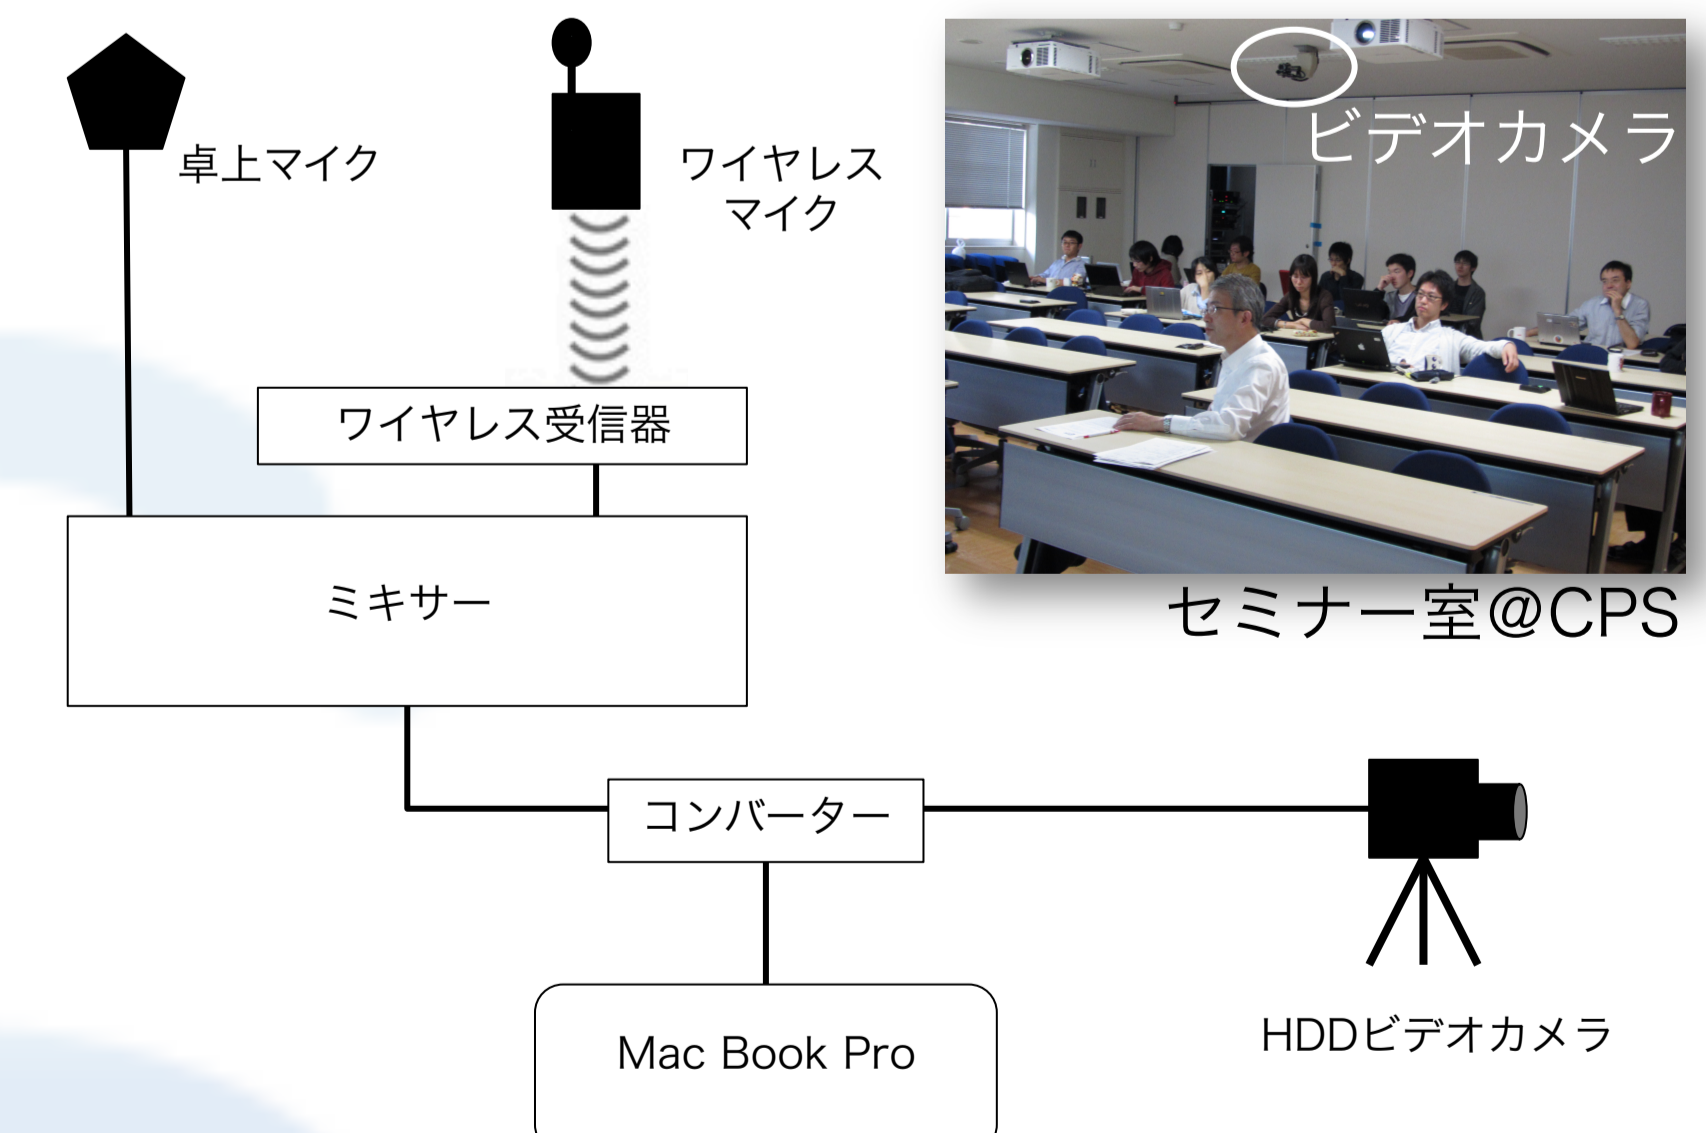 卓上マイク
ワイヤレス
マイク
ビデオカメラ
ワイヤレス受信器
ミキサー
セミナー室@CPS
コンバーター
HDDビデオカメラ
Mac Book Pro